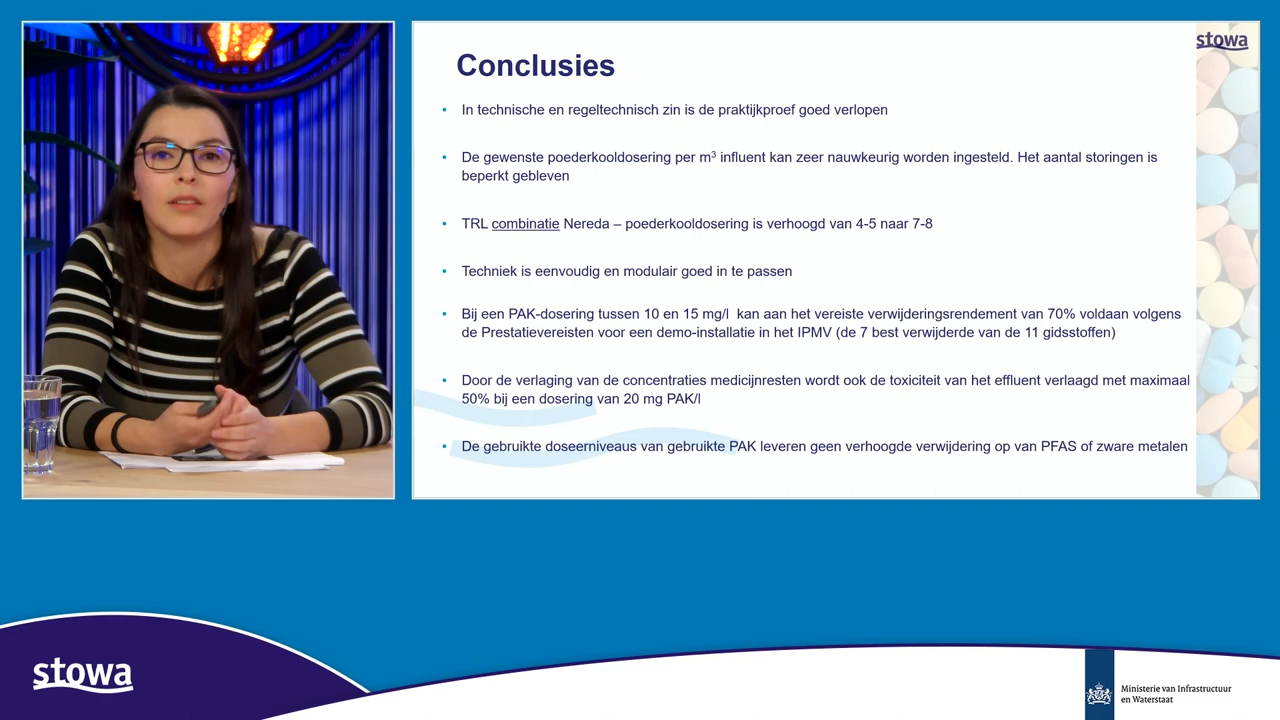 stowa
Conclusies
• In technische en regeltechnisch zin is de praktijkproef goed verlopen
• De gewenste poederkooldosering per m³ influent kan zeer nauwkeurig worden ingesteld. Het aantal storingen is
beperkt gebleven
• TRL combinatie Nereda – poederkooldosering is verhoogd van 4-5 naar 7-8
• Techniek is eenvoudig en modulair goed in te passen
• Bij een PAK-dosering tussen 10 en 15 mg/l kan aan het vereiste verwijderingsrendement van 70% voldaan volgens
de Prestatievereisten voor een demo-installatie in het IPMV (de 7 best verwijderde van de 11 gidsstoffen)
• Door de verlaging van de concentraties medicijnresten wordt ook de toxiciteit van het effluent verlaagd met maximaal
50% bij een dosering van 20 mg PAK/l
• De gebruikte doseerniveaus van gebruikte PAK leveren geen verhoogde verwijdering op van PFAS of zware metalen
stowa
Ministerie van Infrastructuur
en Waterstaat